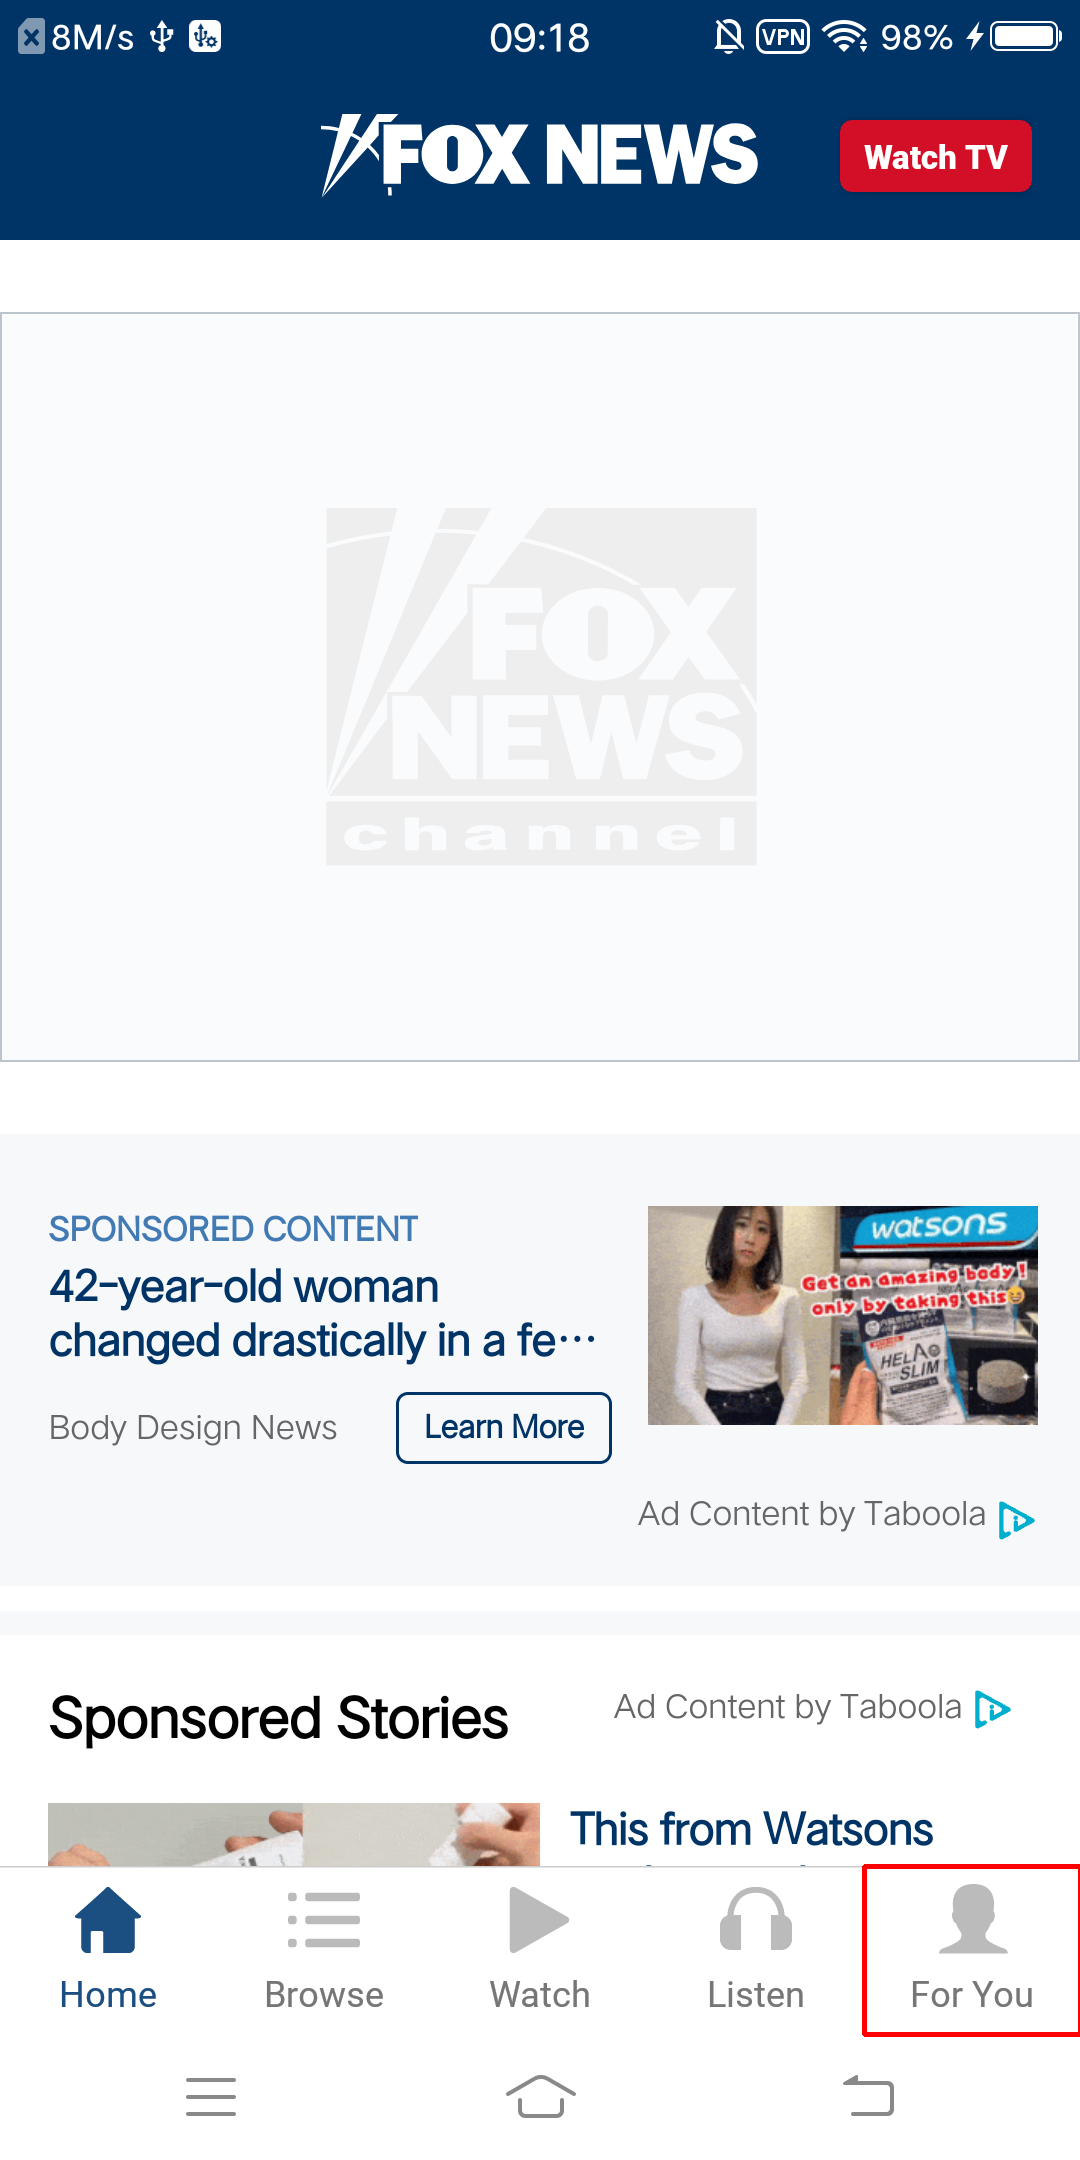 8M/s
09:18
VPN
98%
FOX NEWS
Watch TV
FOX
NEWS
channel
SPONSORED CONTENT
42-year-old woman
changed drastically in a fe...
Body Design News
Learn More
watsons
Get an amazing body!
only by taking this
HELA
SLIM
Ad Content by Taboola
Sponsored Stories
Ad Content by Taboola
This from Watsons
Home
Browse
Watch
Listen
For You